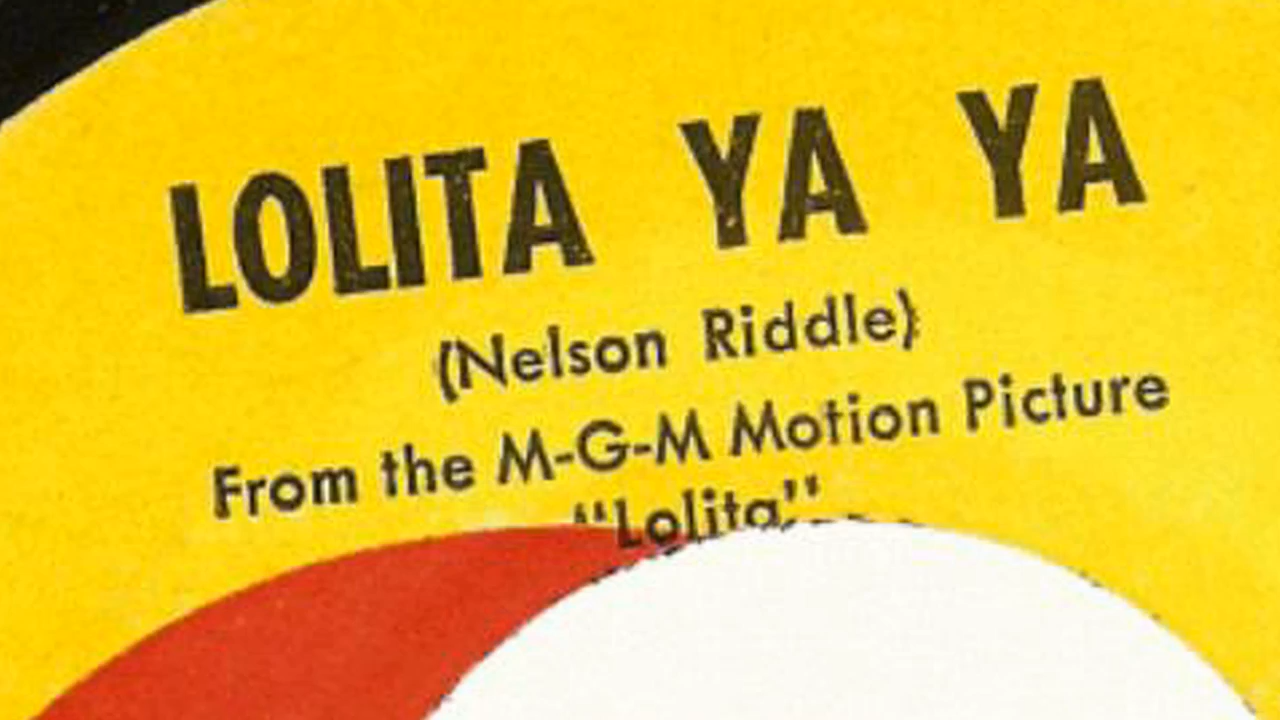 LOLITA YA YA
(Nelson Riddle)
From the M-G-M Motion Picture
“Lolita”